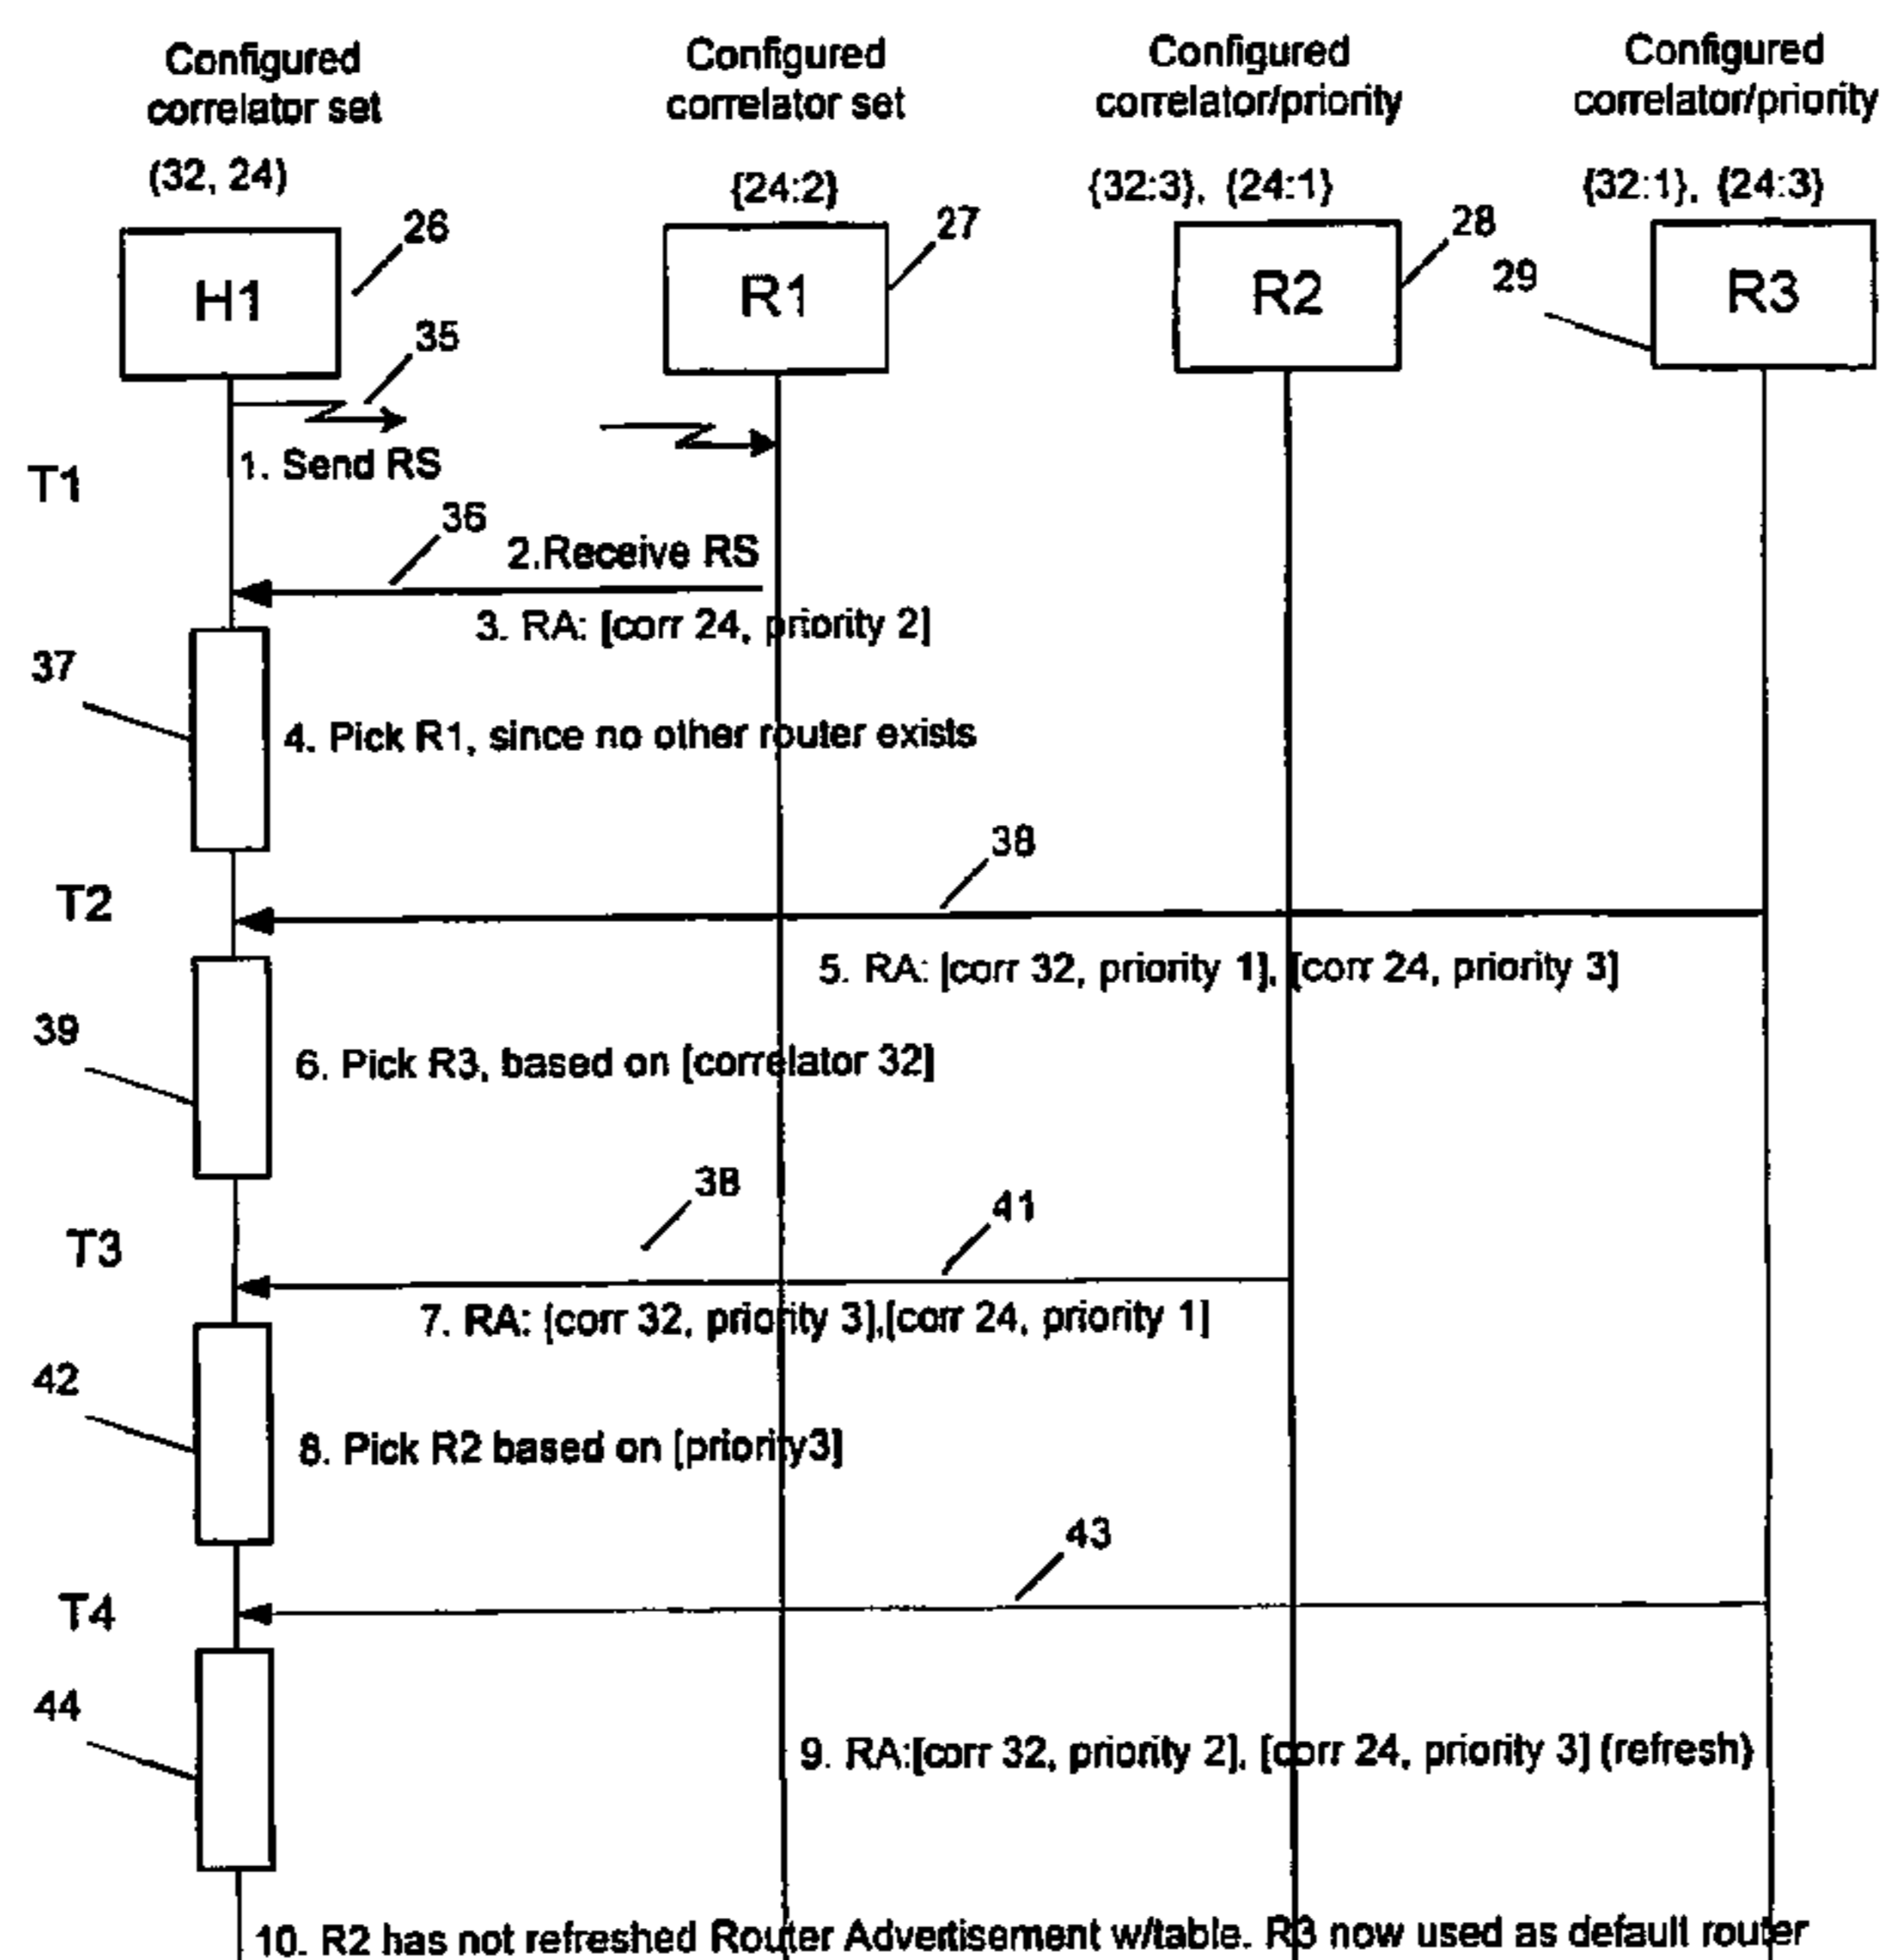 Configured
correlator set
(32, 24)
Configured
correlator set
{24:2}
Configured
correlator/priority
{32:3}, {24:1}
Configured
correlator/priority
{32:1}, {24:3}
H1
26
R1
27
R2
28
29
R3
35
1. Send RS
T1
36
2.Receive RS
3. RA: [corr 24, priority 2]
37
4. Pick R1, since no other router exists
38
T2
5. RA: [corr 32, priority 1], [corr 24, priority 3]
39
6. Pick R3, based on [correlator 32]
38
41
T3
7. RA: [corr 32, priority 3],[corr 24, priority 1]
42
8. Pick R2 based on [priority3]
43
T4
44
9. RA:[corr 32, priority 2], [corr 24, priority 3] (refresh)
10. R2 has not refreshed Router Advertisement w/table. R3 now used as default router